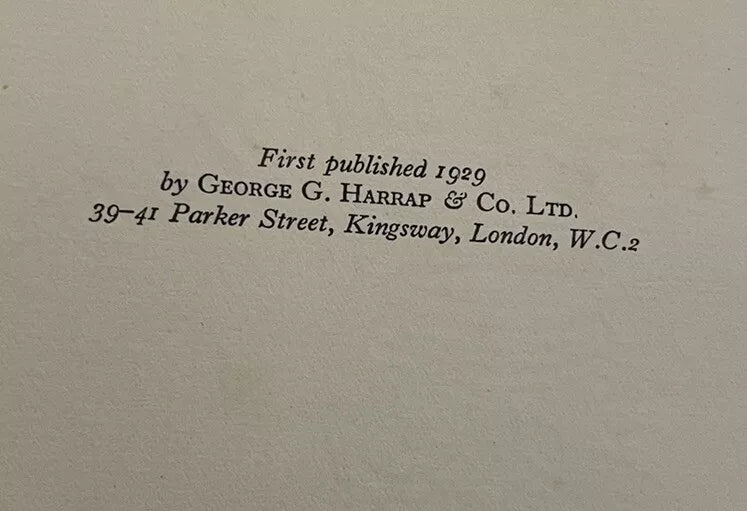 First published 1929
by GEORGE G. HARRAP & CO. LTD.
39–41 Parker Street, Kingsway, London, W.C.2